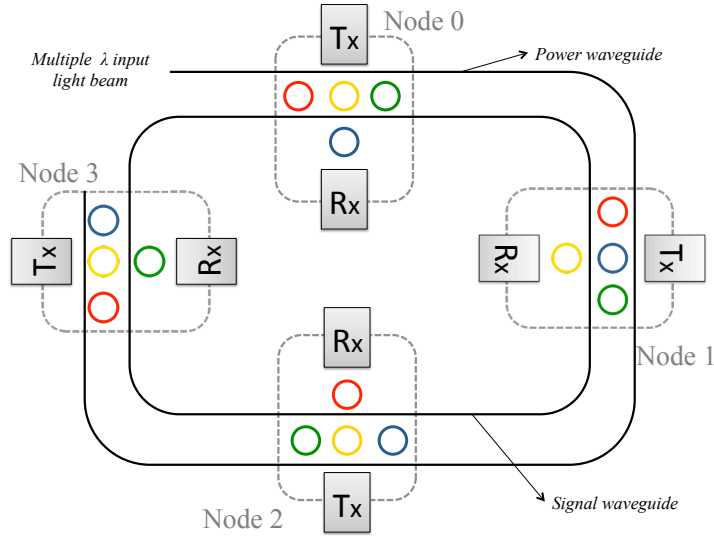 Multiple λ input
light beam
Tx
Node 0
Power waveguide
Rx
Node 3
Tx
Rx
Rx
Tx
Node 1
Rx
Tx
Node 2
Signal waveguide